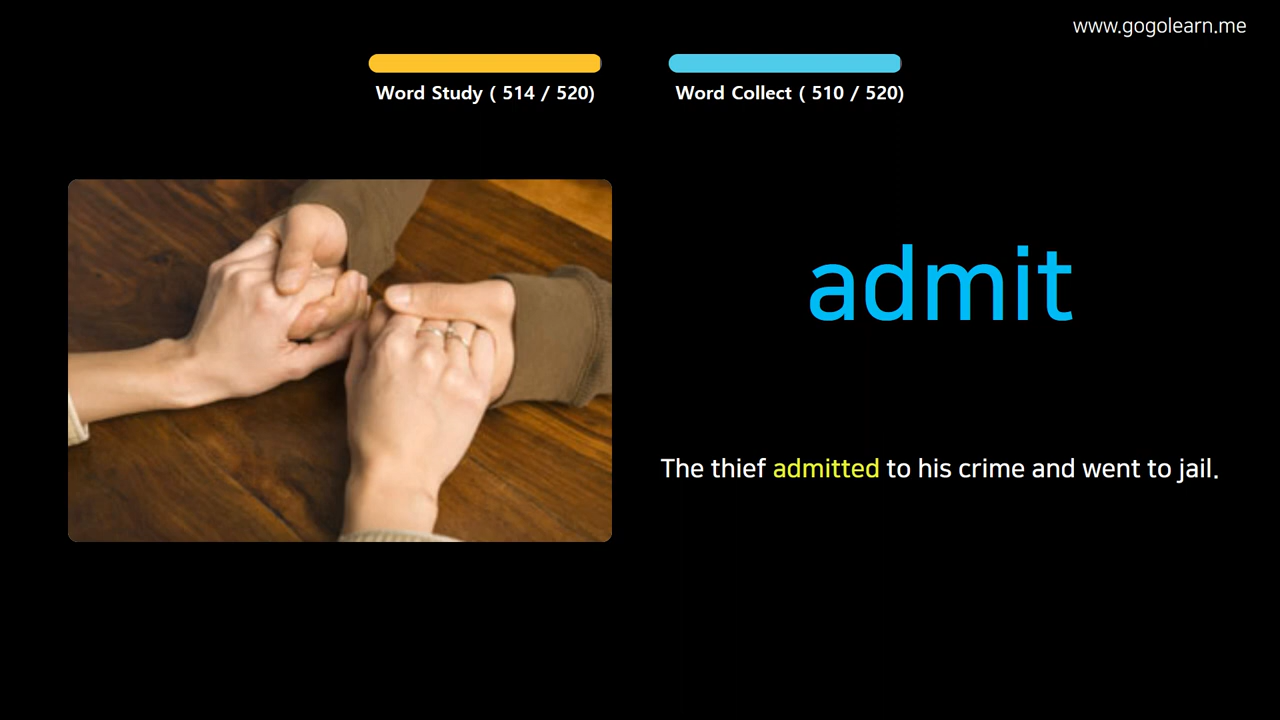 www.gogolearn.me
Word Study ( 514 / 520)
Word Collect ( 510 / 520)
admit
The thief admitted to his crime and went to jail.